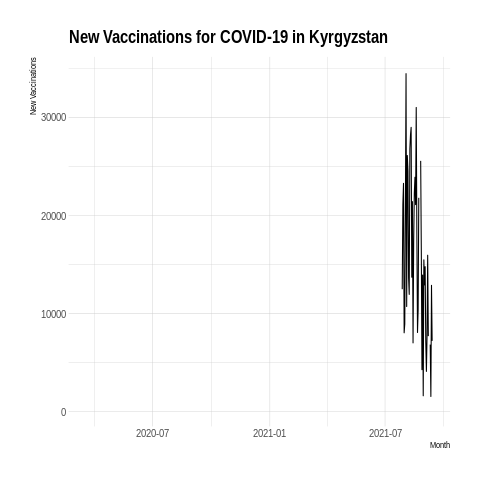 New Vaccinations for COVID-19 in Kyrgyzstan
New Vaccinations
30000
20000
10000
0
2020-07
2021-01
2021-07
Month